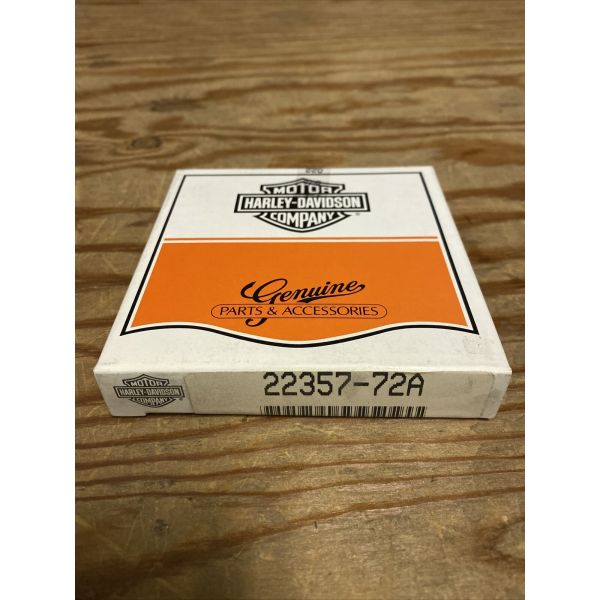 MOTOR
HARLEY-DAVIDSON
COMPANY
®
Genuine
PARTS & ACCESSORIES
MOTOR
HARLEY-DAVIDSON
COMPANY
22357-72A